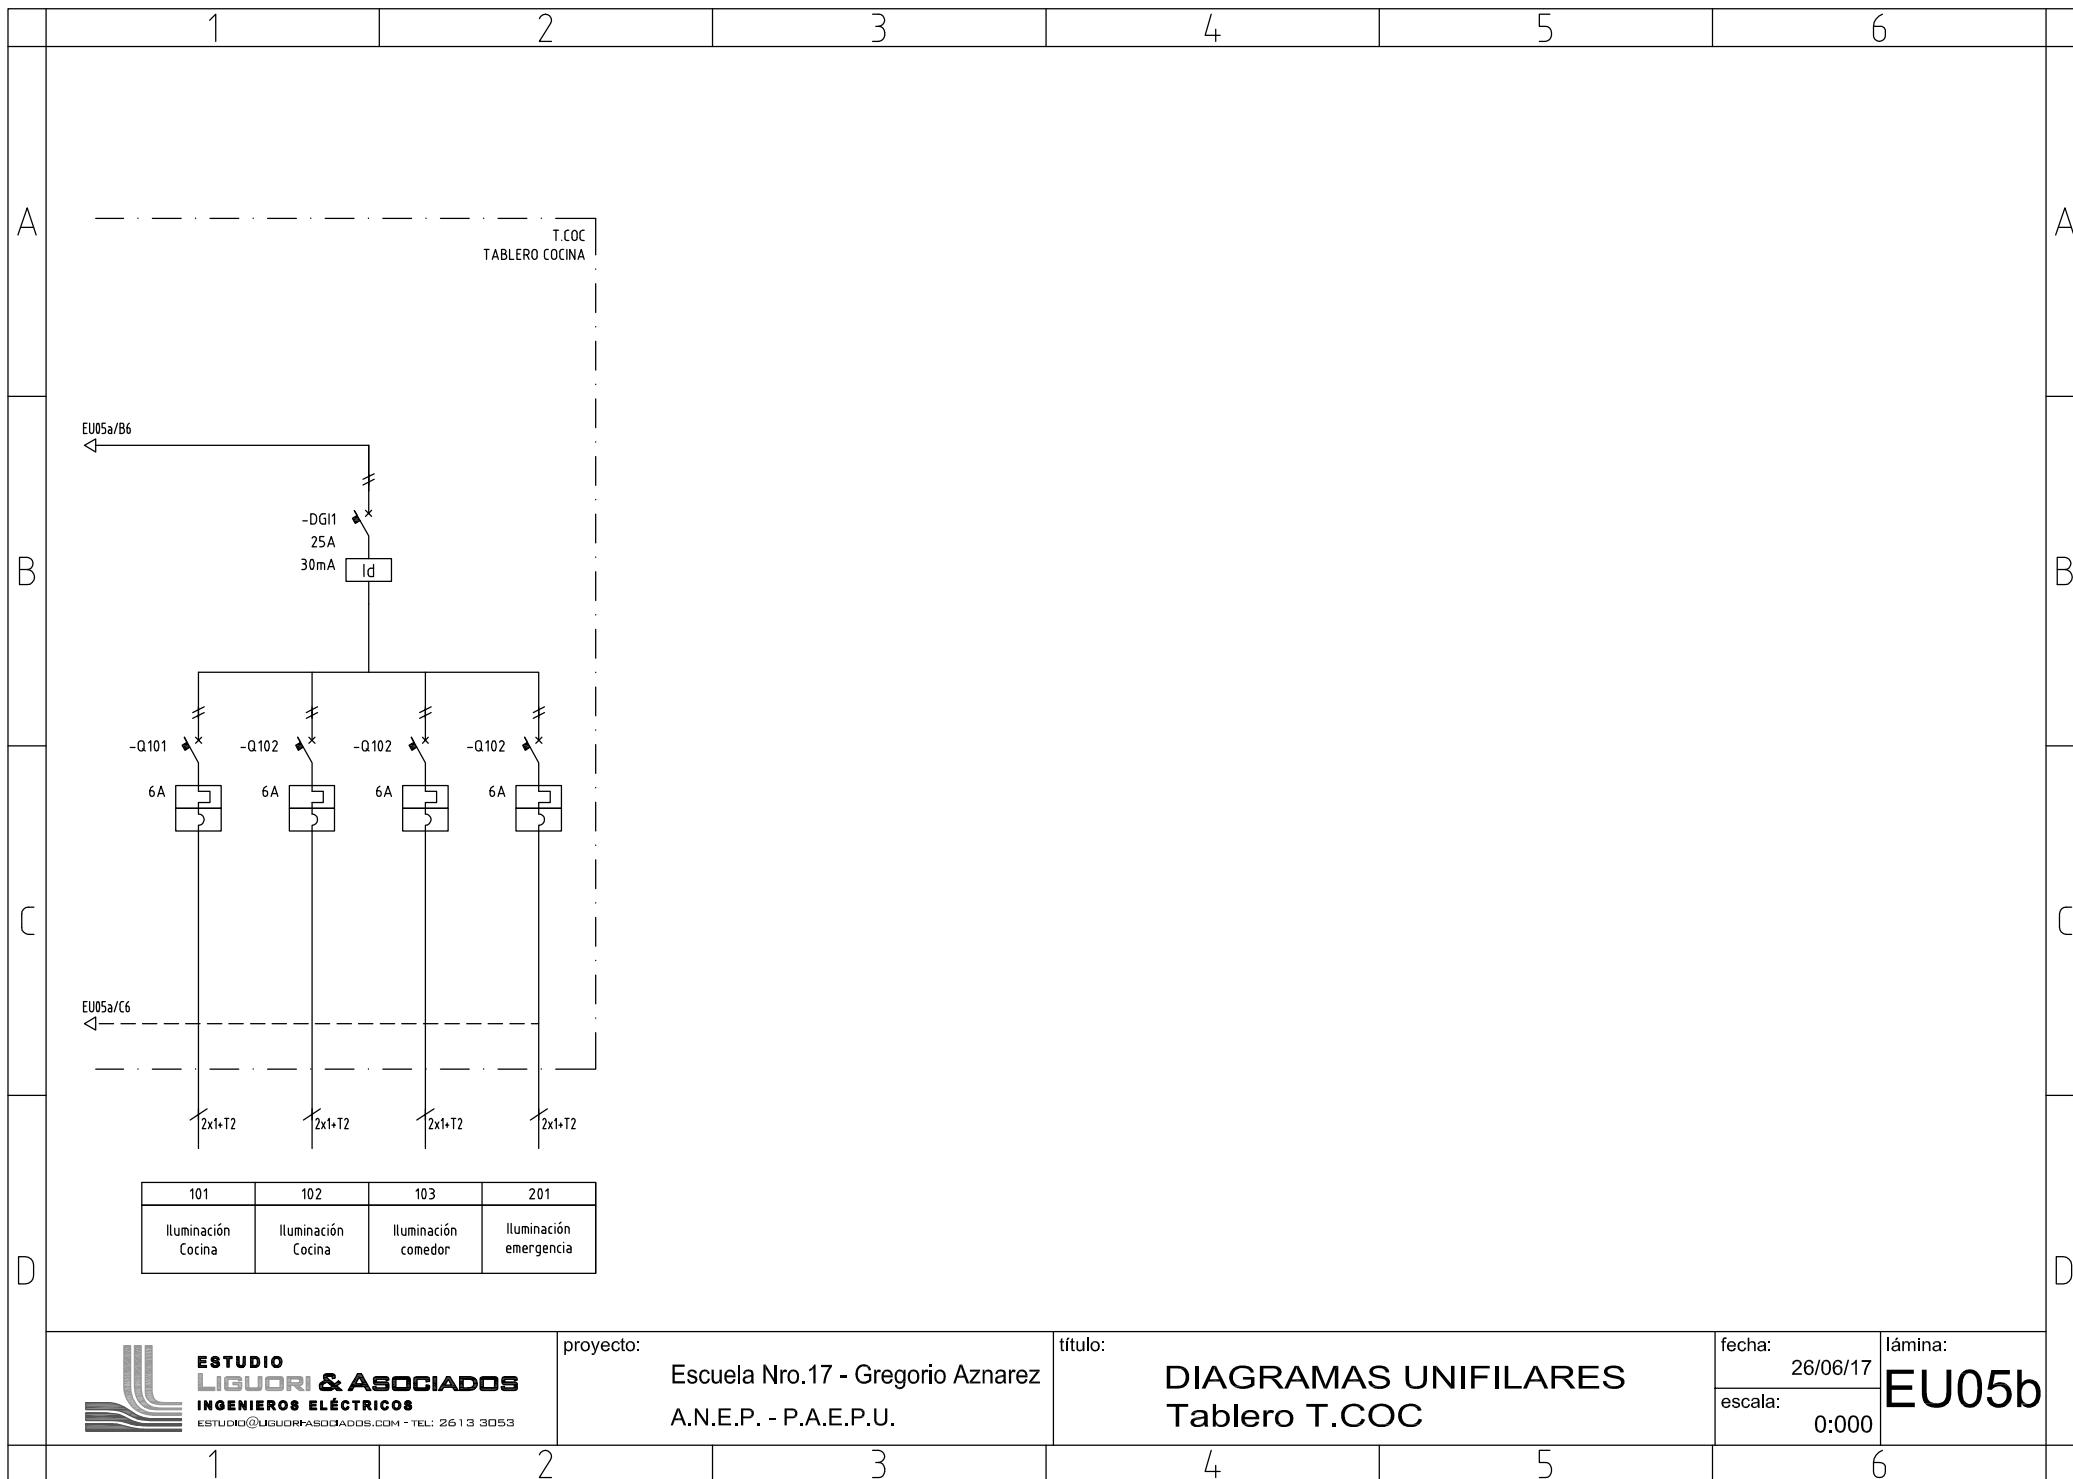 1 2 3 4 5 6
A A
T.COC
TABLERO COCINA
EU05a/B6
-DGI1
25A
30mA Id
B B
-Q101 -Q102 -Q102 -Q102
6A 6A 6A 6A
C C
EU05a/C6
2x1+T2 2x1+T2 2x1+T2 2x1+T2
101 102 103 201
Iluminación Iluminación Iluminación Iluminación
Cocina Cocina comedor emergencia
D D
ESTUDIO
LIGUORI & ASOCIADOS
INGENIEROS ELÉCTRICOS
ESTUDIO@LIGUORI-ASOCIADOS.COM - TEL: 2613 3053
proyecto:
Escuela Nro.17 - Gregorio Aznarez
A.N.E.P. - P.A.E.P.U.
título:
DIAGRAMAS UNIFILARES
Tablero T.COC
fecha:
26/06/17
escala:
0:000
lámina:
EU05b
1 2 3 4 5 6